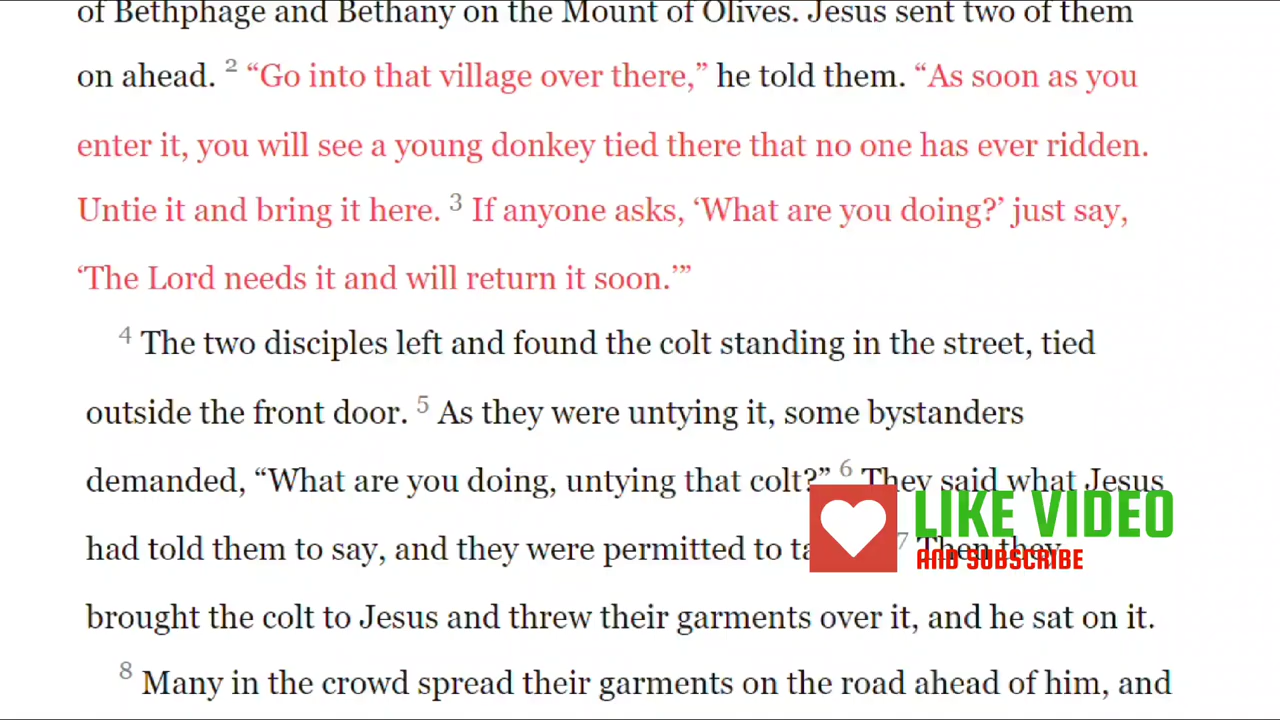 of Bethphage and Bethany on the Mount of Olives. Jesus sent two of them
on ahead. 2 “Go into that village over there,” he told them. “As soon as you
enter it, you will see a young donkey tied there that no one has ever ridden.
Untie it and bring it here. 3 If anyone asks, ‘What are you doing?’ just say,
‘The Lord needs it and will return it soon.’”
4 The two disciples left and found the colt standing in the street, tied
outside the front door. 5 As they were untying it, some bystanders
demanded, “What are you doing, untying that colt?” 6 They said what Jesus
had told them to say, and they were permitted to 7 Then they
LIKE VIDEO
AND SUBSCRIBE
brought the colt to Jesus and threw their garments over it, and he sat on it.
8 Many in the crowd spread their garments on the road ahead of him, and